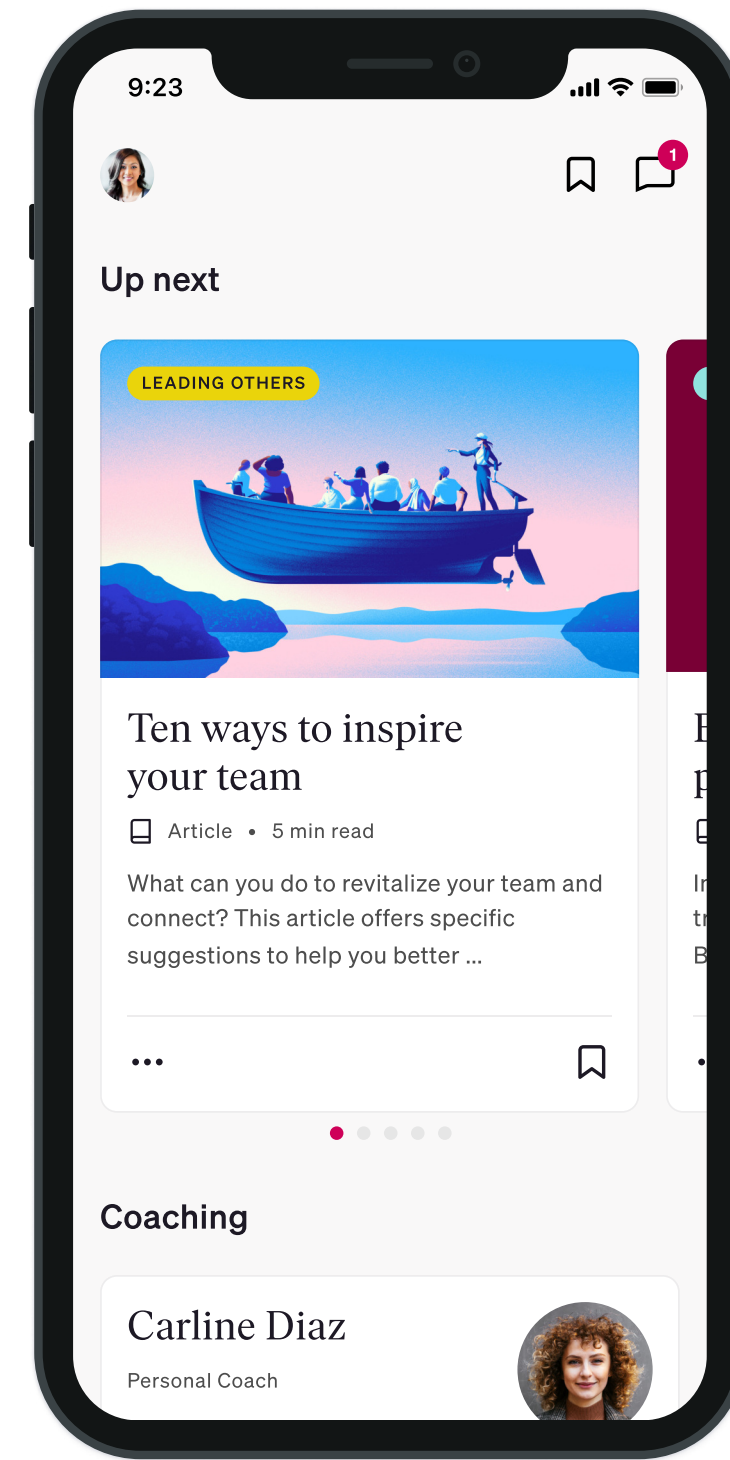 9:23
1
Up next
LEADING OTHERS
Ten ways to inspire
your team
Article • 5 min read
What can you do to revitalize your team and
connect? This article offers specific
suggestions to help you better ...
Coaching
Carline Diaz
Personal Coach